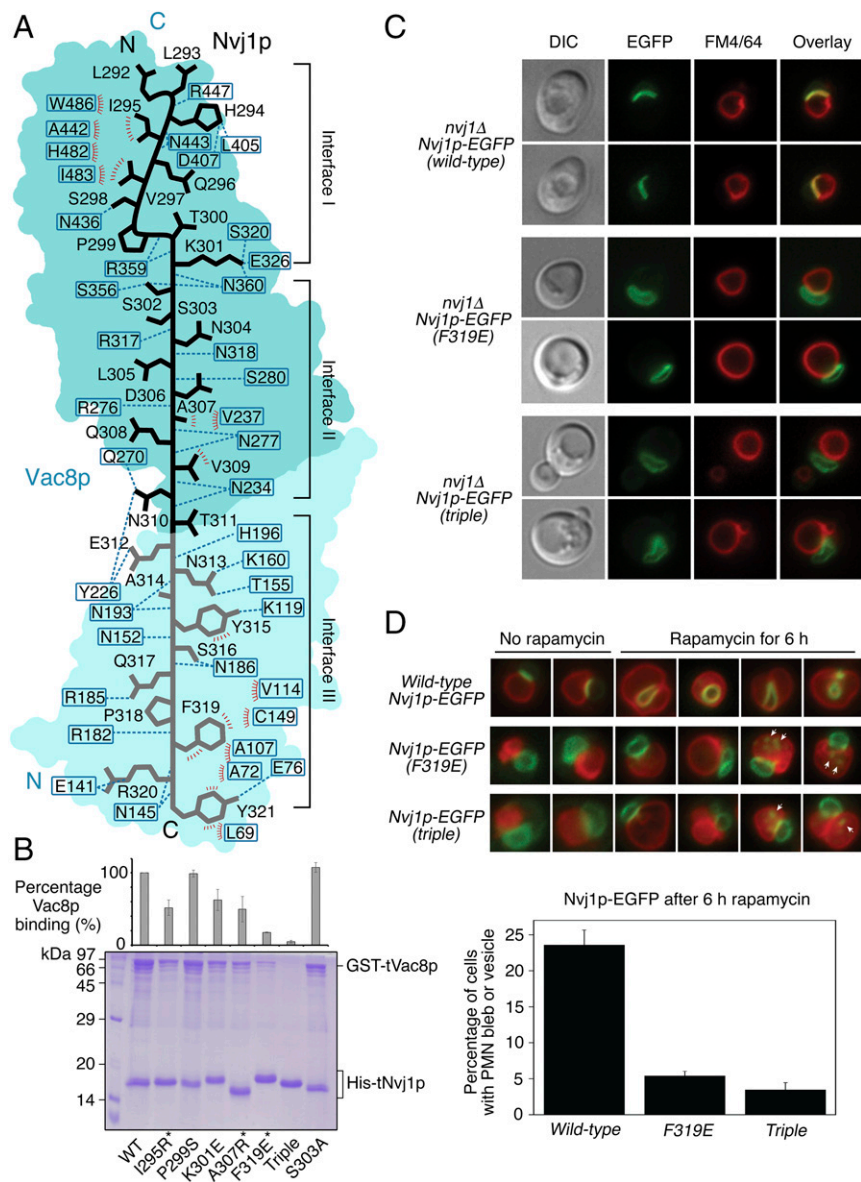 A
C
N
Nvj1p
L293
L292
R447
W486
I295
H294
A442
N443
L405
H482
D407
I483
Q296
S298
V297
N436
T300
S320
P299
K301
E326
R359
N360
S356
Interface I
S302
S303
N304
R317
N318
L305
S280
D306
A307
V237
R276
Q308
N277
Q270
V309
Vac8p
N234
N310
T311
Interface II
H196
E312
N313
K160
A314
T155
Y226
K119
N193
Y315
N152
S316
N186
Q317
V114
R185
F319
C149
P318
A107
R182
A72
E76
N
E141
R320
Y321
N145
C
L69
Interface III
B
Percentage
Vac8p
binding (%)
100
0
kDa
97
66
45
29
20
14
GST-tVac8p
His-tNvj1p
WT
I295R*
P299S
K301E
A307R*
F319E*
Triple
S303A
C
DIC EGFP FM4/64 Overlay
nvj1Δ
Nvj1p-EGFP
(wild-type)
nvj1Δ
Nvj1p-EGFP
(F319E)
nvj1Δ
Nvj1p-EGFP
(triple)
D
No rapamycin Rapamycin for 6 h
Wild-type
Nvj1p-EGFP
Nvj1p-EGFP
(F319E)
Nvj1p-EGFP
(triple)
Nvj1p-EGFP after 6 h rapamycin
Percentage of cells
with PMN bleb or vesicle
25
20
15
10
5
0
Wild-type F319E Triple